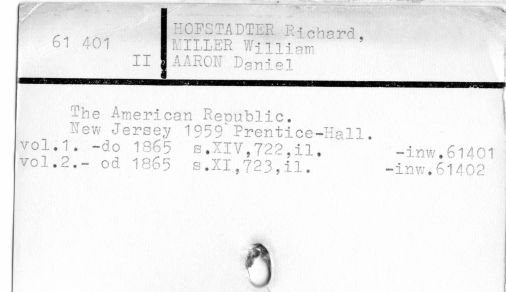 HOFSTADTER Richard,
61 401 MILLER William
II AARON Daniel
The American Republic.
New Jersey 1959 Prentice-Hall.
vol.1. -do 1865 s.XIV,722,il. -inw.61401
vol.2.- od 1865 s.XI,723,il. -inw.61402